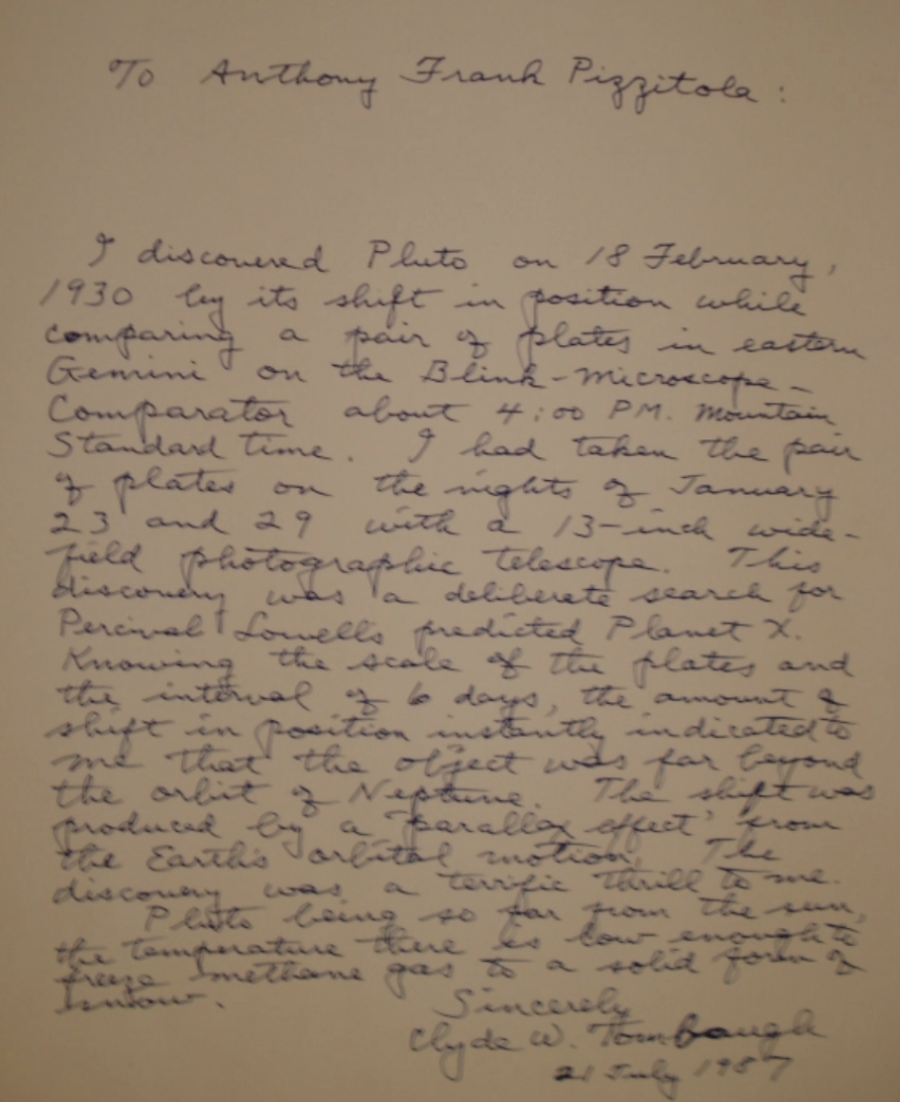 To Anthony Frank Pizzitola :
I discovered Pluto on 18 February,
1930 by its shift in position while
comparing a pair of plates in eastern
Gemini on the Blink-Microscope-
Comparator about 4:00 P.M. Mountain
Standard time. I had taken the pair
of plates on the nights of January
23 and 29 with a 13-inch wide-
field photographic telescope. This
discovery was a deliberate search for
Percival Lowell's predicted Planet X.
Knowing the scale of the plates and
the interval of 6 days, the amount of
shift in position instantly indicated to
me that the object was far beyond
the orbit of Neptune. The shift was
produced by a "parallax effect" from
the Earth's orbital motion. The
discovery was a terrific thrill to me.
Pluto being so far from the sun,
the temperature there is low enough to
freeze methane gas to a solid form of
snow.
Sincerely
Clyde W. Tombaugh
21 July 1987